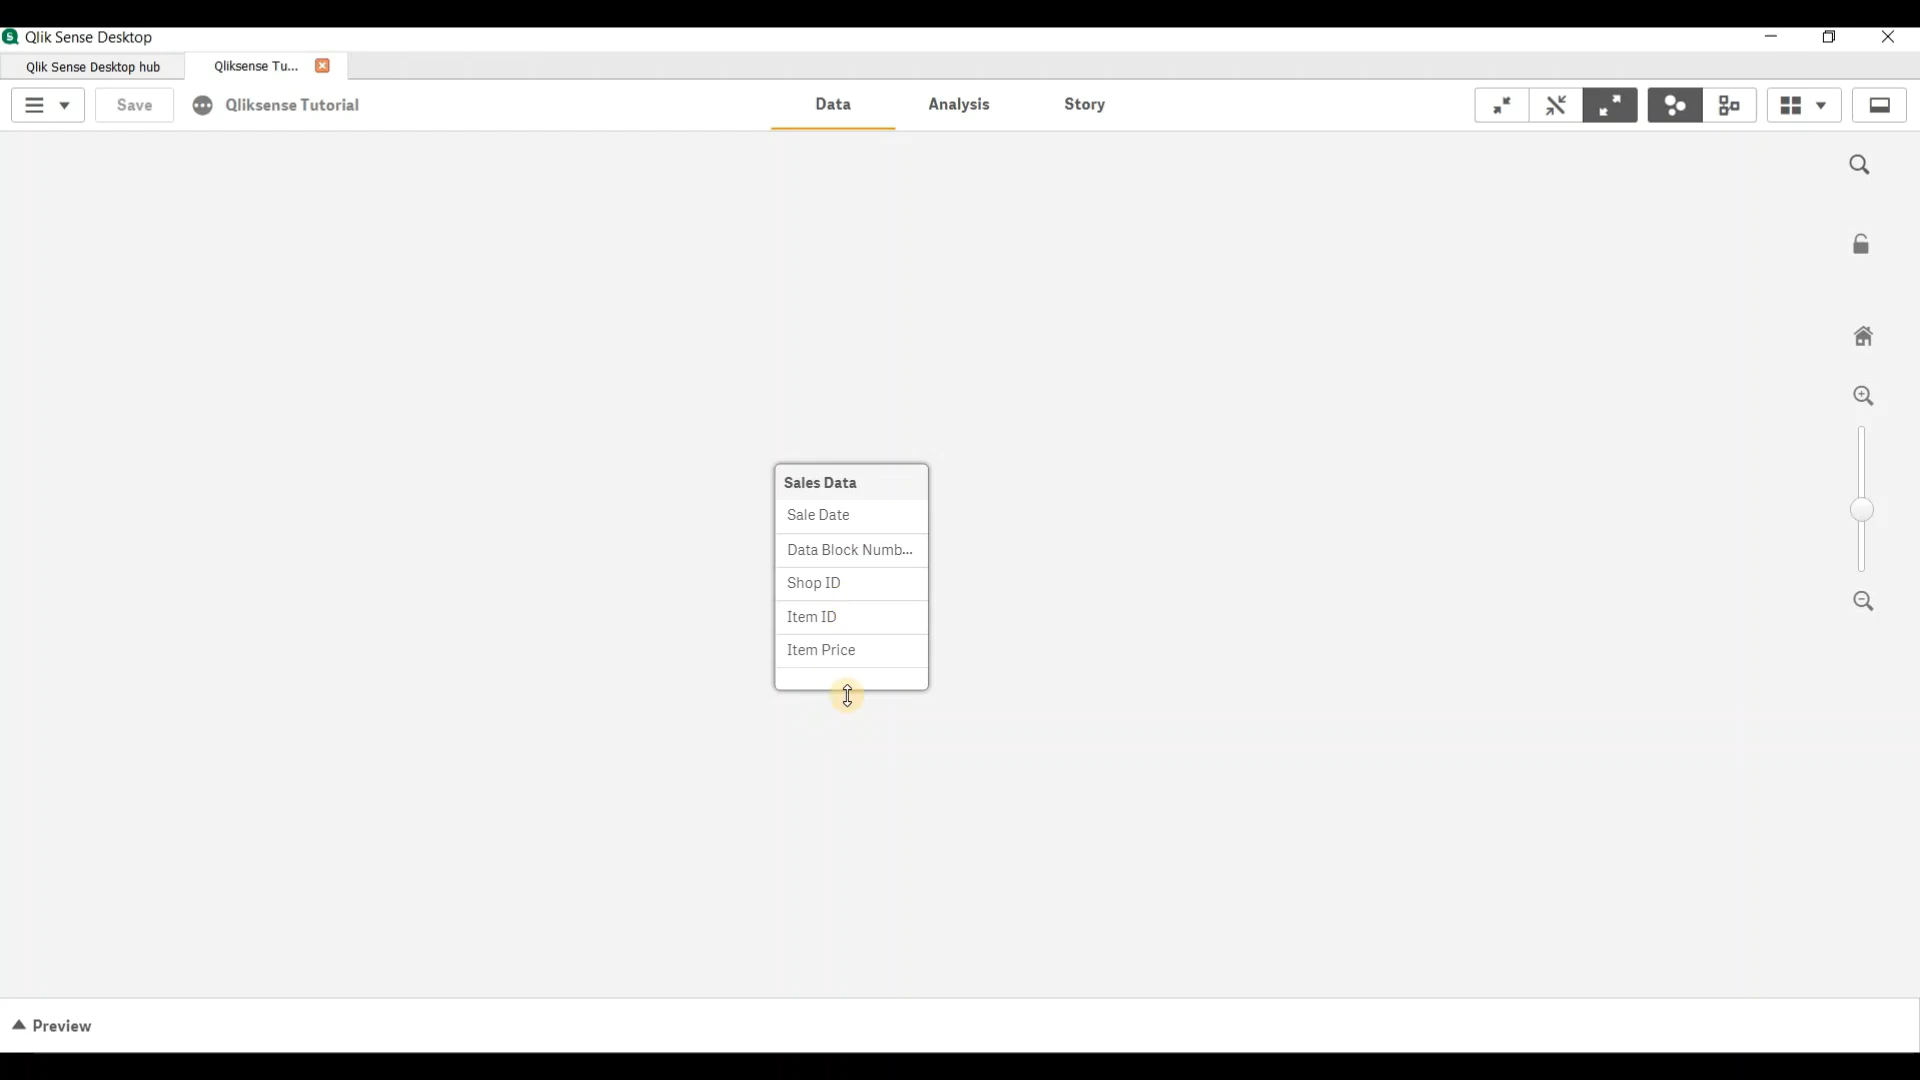 Qlik Sense Desktop
Qlik Sense Desktop hub
Qliksense Tu...
Save
Qliksense Tutorial
Data
Analysis
Story
Sales Data
Sale Date
Data Block Numb...
Shop ID
Item ID
Item Price
Preview